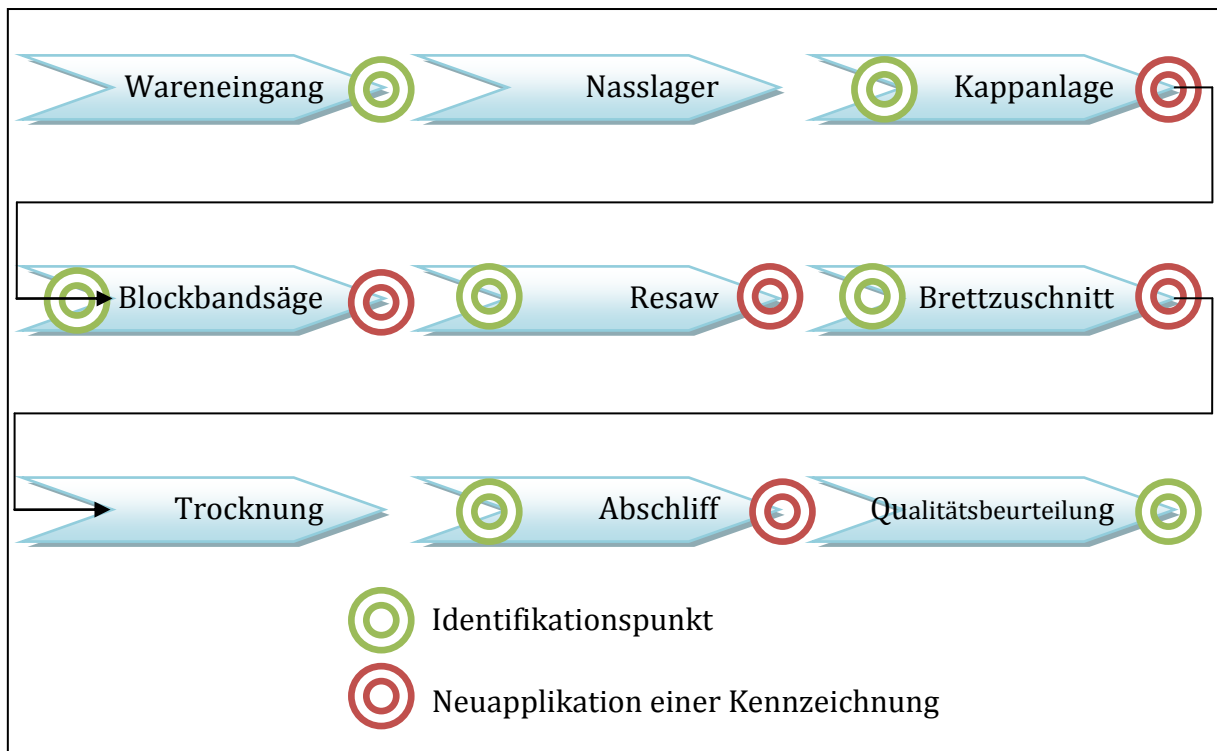 Wareneingang
Nasslager
Kappanlage
Blockbandsäge
Resaw
Brettzuschnitt
Trocknung
Abschliff
Qualitätsbeurteilung
Identifikationspunkt
Neuapplikation einer Kennzeichnung